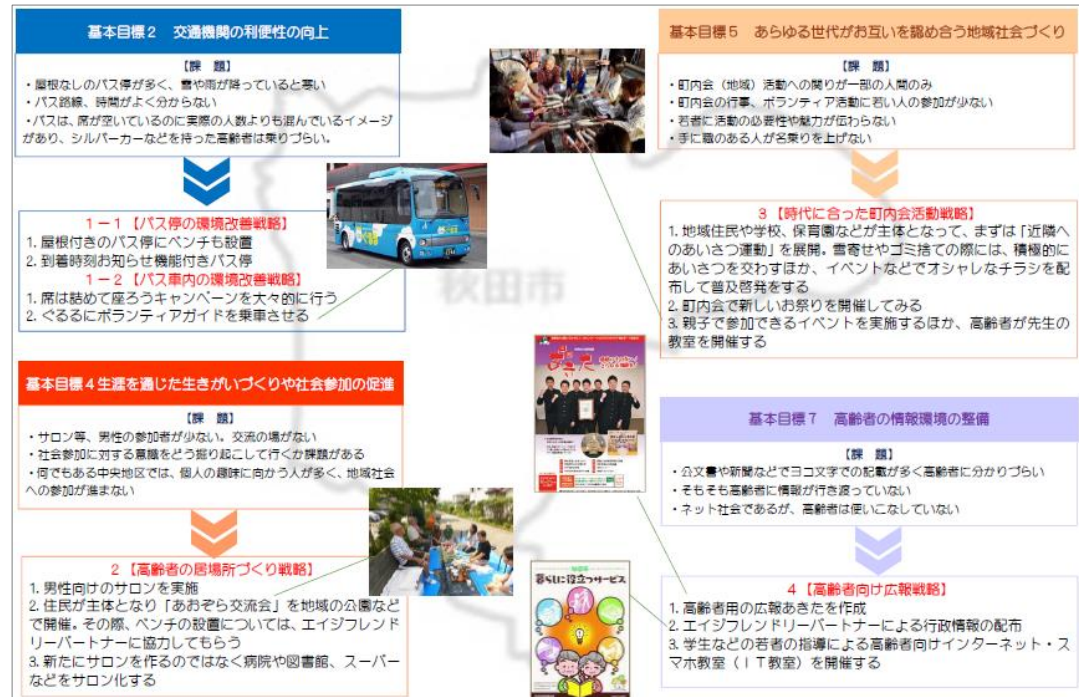 基本目標2 交通機関の利便性の向上
【課 題】
・屋根なしのバス停が多く、雪や雨が降っていると寒い
・バス路線、時間がよく分からない
・バスは、席が空いているのに実際の人数よりも混んでいるイメージ
があり、シルバーカーなどを持った高齢者は乗りづらい。
1-1【バス停の環境改善戦略】
1. 屋根付きのバス停にベンチも設置
2. 到着時刻お知らせ機能付きバス停
1-2【バス車内の環境改善戦略】
1. 席は詰めて座ろうキャンペーンを大々的に行う
2. ぐるるにボランティアガイドを乗車させる
基本目標4生涯を通じた生きがいづくりや社会参加の促進
【課 題】
・サロン等、男性の参加者が少ない。交流の場がない
・社会参加に対する意識をどう掘り起こして行くか課題がある
・何でもある中央地区では、個人の趣味に向かう人が多く、地域社会
への参加が進まない
2【高齢者の居場所づくり戦略】
1. 男性向けのサロンを実施
2. 住民が主体となり「あおぞら交流会」を地域の公園など
で開催。その際、ベンチの設置については、エイジフレンド
リーパートナーに協力してもらう
3. 新たにサロンを作るのではなく病院や図書館、スーパー
などをサロン化する
秋田市
基本目標5 あらゆる世代がお互いを認め合う地域社会づくり
【課 題】
・町内会（地域）活動への関りが一部の人間のみ
・町内会の行事、ボランティア活動に若い人の参加が少ない
・若者に活動の必要性や魅力が伝わらない
・手に職のある人が名乗りを上げない
3【時代に合った町内会活動戦略】
1. 地域住民や学校、保育園などが主体となって、まずは「近隣へ
のあいさつ運動」を展開。雪寄せやゴミ捨ての際には、積極的に
あいさつを交わすほか、イベントなどでオシャレなチラシを配
布して普及啓発をする
2. 町内会で新しいお祭りを開催してみる
3. 親子で参加できるイベントを実施するほか、高齢者が先生の
教室を開催する
基本目標7 高齢者の情報環境の整備
【課 題】
・公文書や新聞などでヨコ文字での記載が多く高齢者に分かりづらい
・そもそも高齢者に情報が行き渡っていない
・ネット社会であるが、高齢者は使いこなしていない
4【高齢者向け広報戦略】
1. 高齢者用の広報あきたを作成
2. エイジフレンドリーパートナーによる行政情報の配布
3. 学生などの若者の指導による高齢者向けインターネット・ス
マホ教室（ＩＴ教室）を開催する
あきた
暮らしに役立つサービス